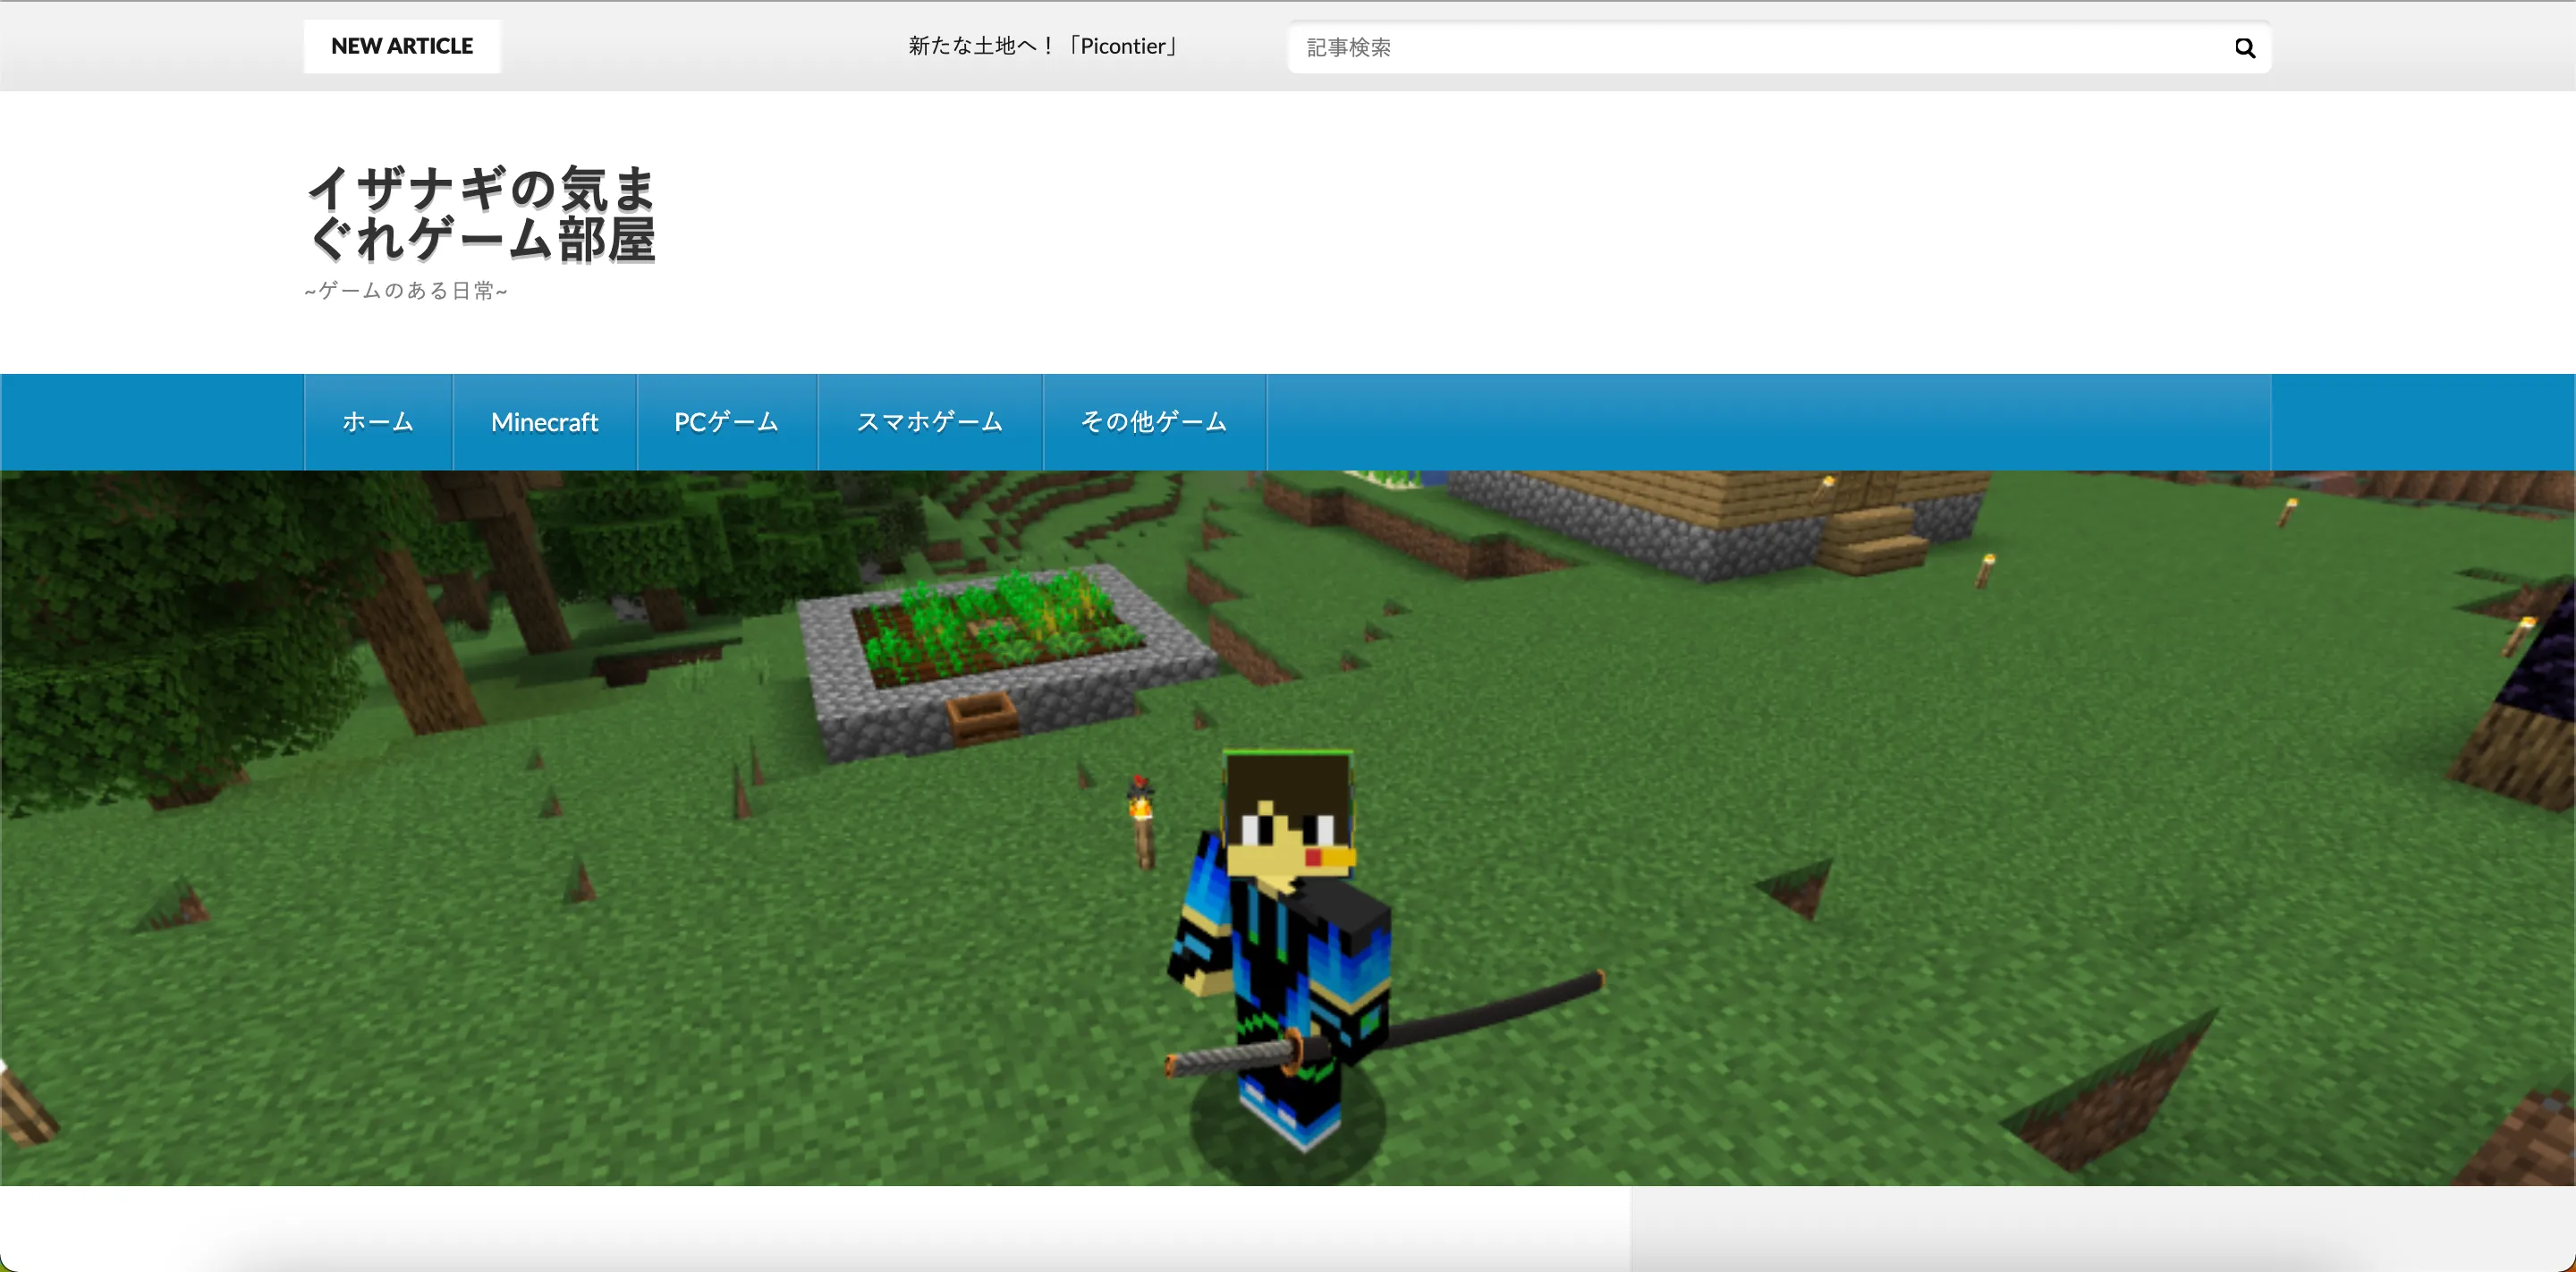 NEW ARTICLE
新たな土地へ！「Picontier」
記事検索
イザナギの気ま
ぐれゲーム部屋
~ゲームのある日常~
ホーム
Minecraft
PCゲーム
スマホゲーム
その他ゲーム